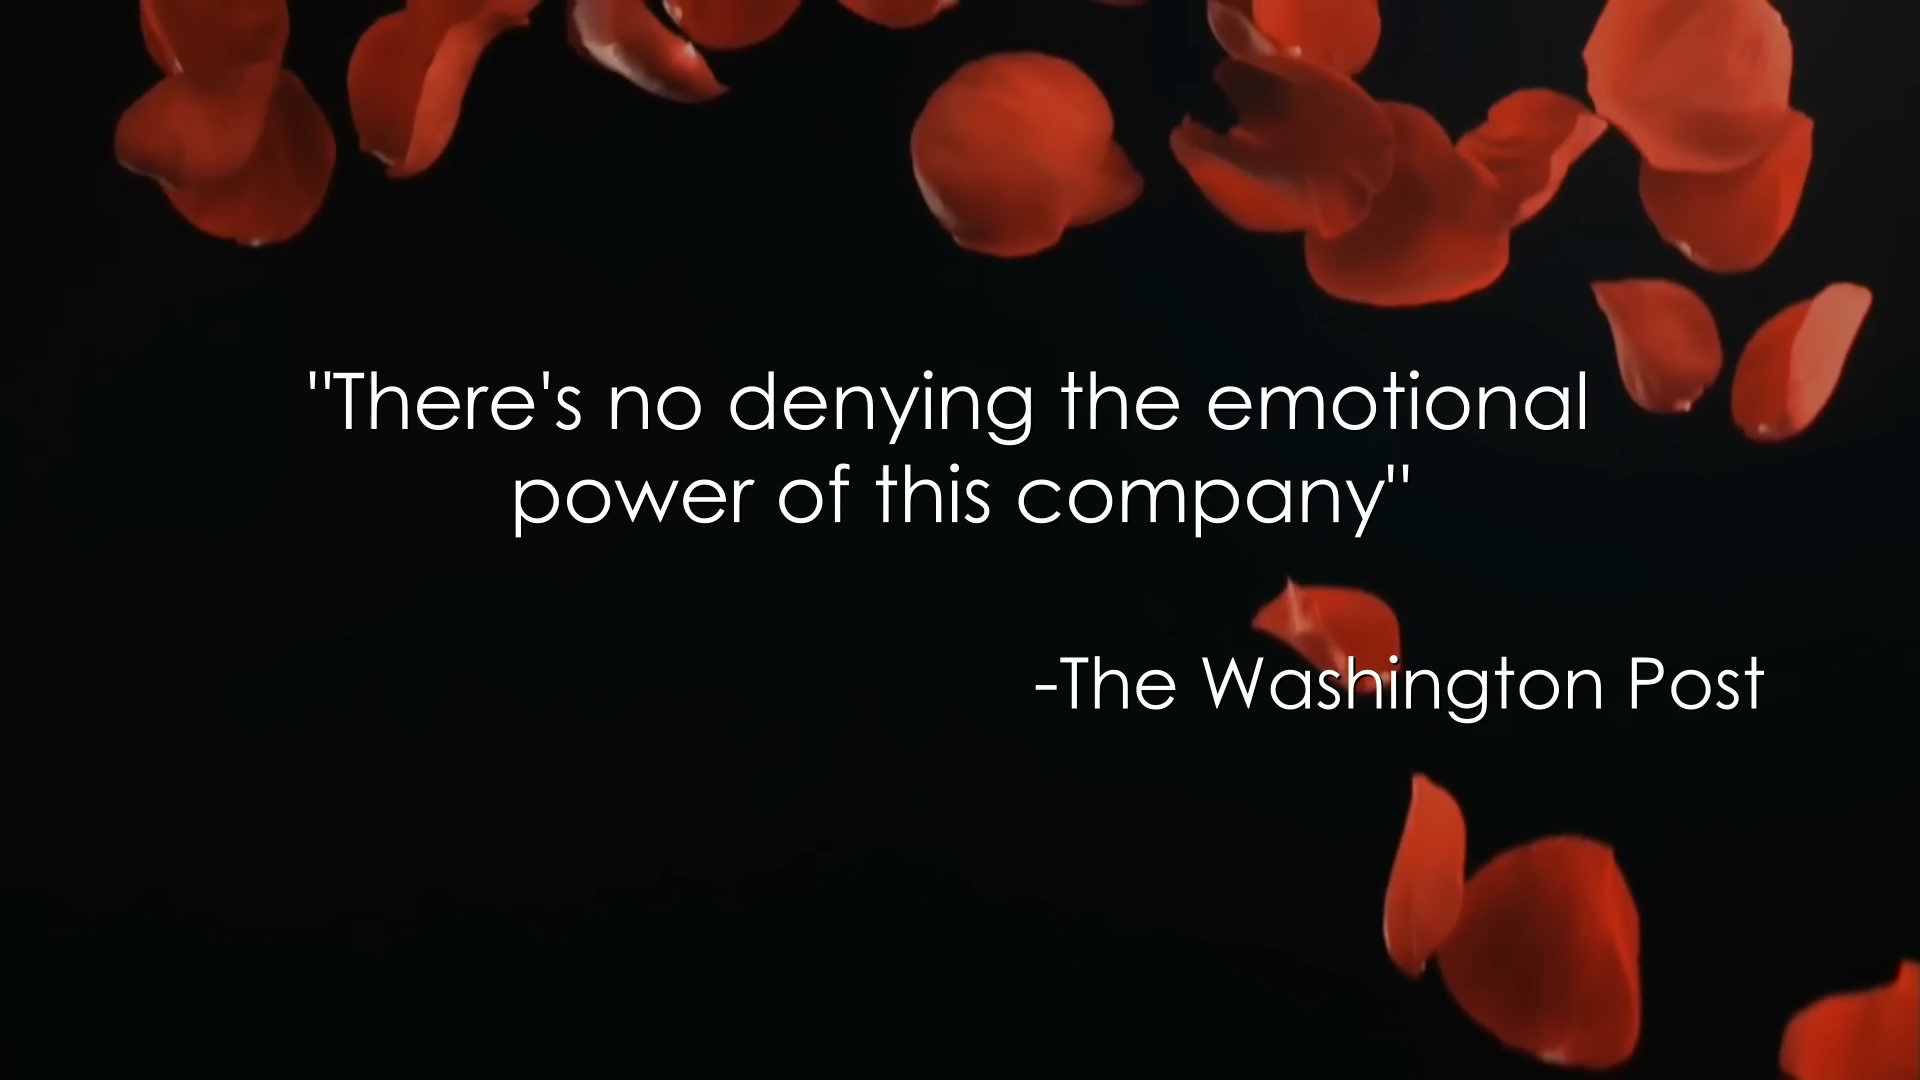 "There's no denying the emotional
power of this company"
-The Washington Post